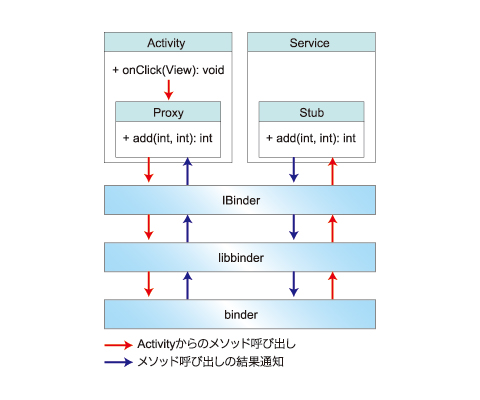 Activity
Service
+ onClick(View): void
Proxy
Stub
+ add(int, int): int
+ add(int, int): int
IBinder
libbinder
binder
Activityからのメソッド呼び出し
メソッド呼び出しの結果通知